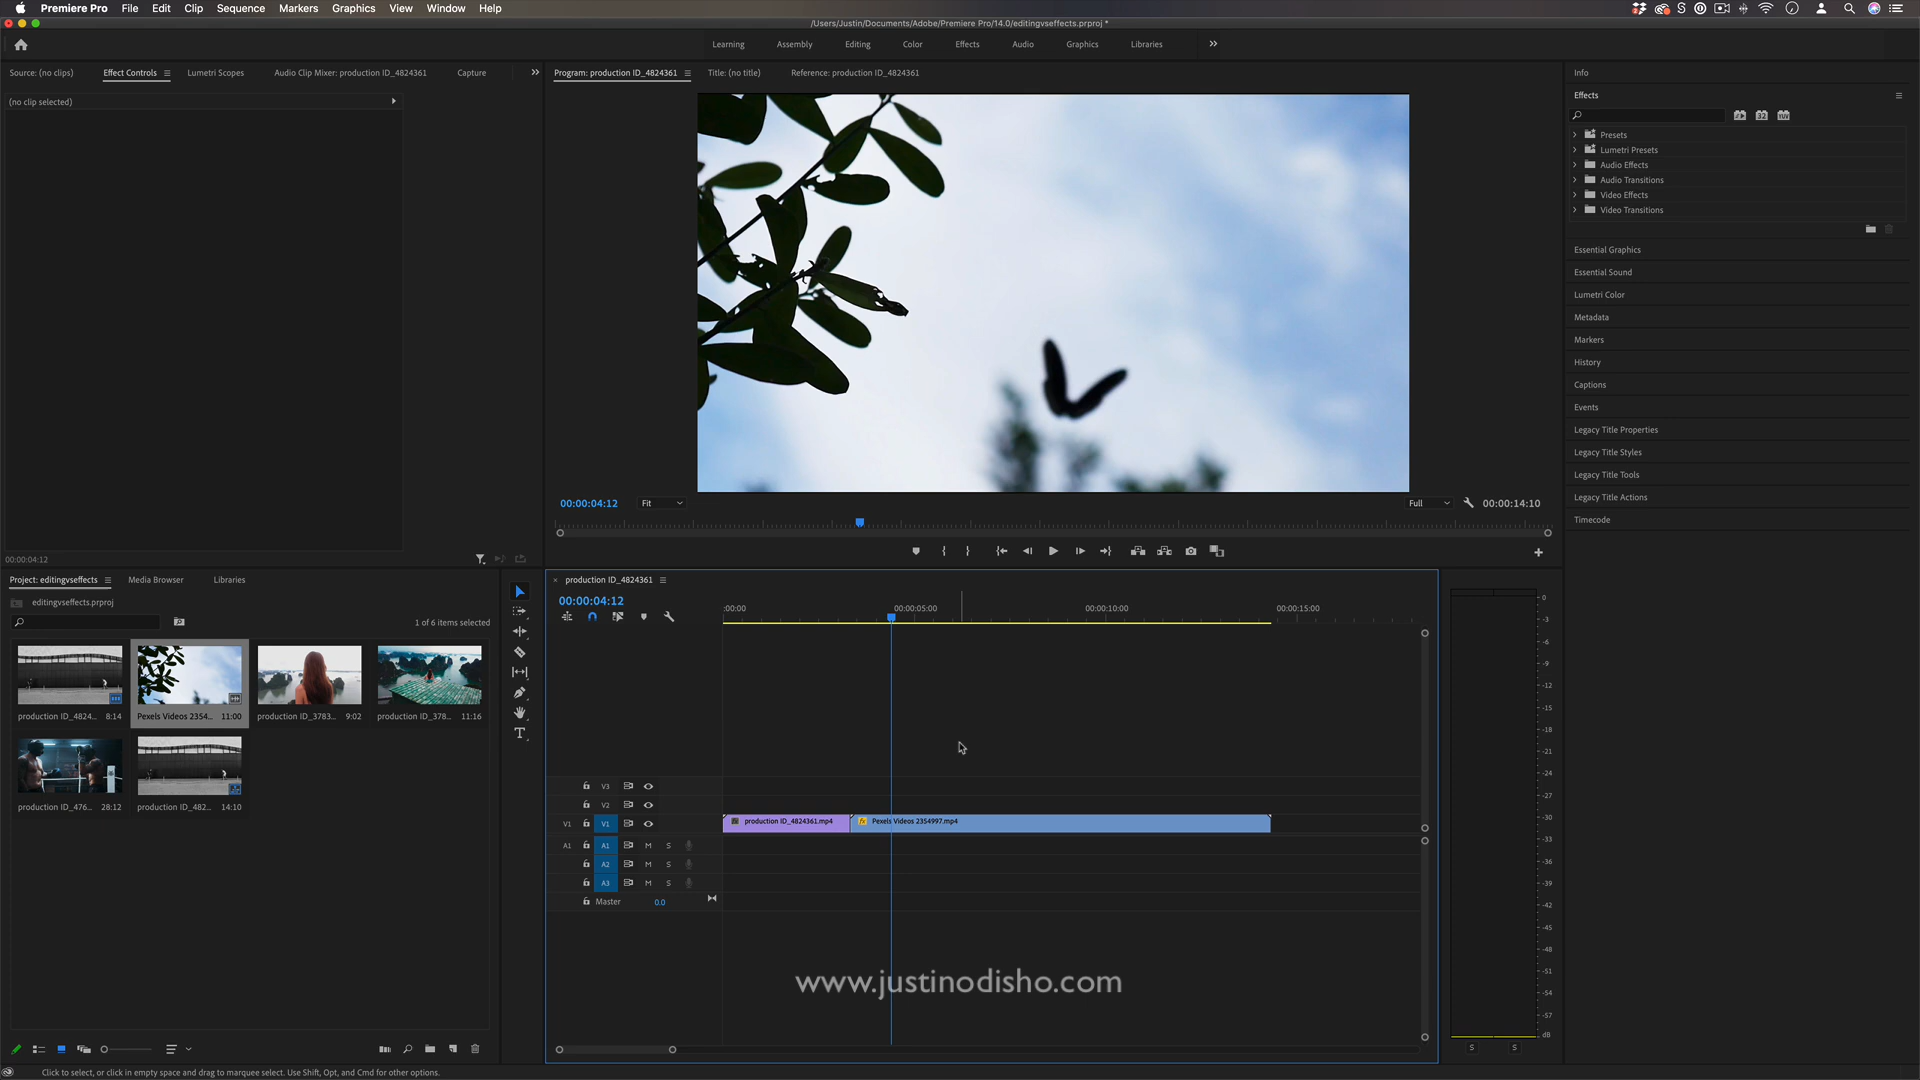 Premiere Pro File Edit Clip Sequence Markers Graphics View Window Help
/Users/Justin/Documents/Adobe/Premiere Pro/14.0/editingvseffects.prproj *
Learning Assembly Editing Color Effects Audio Graphics Libraries
Source: (no clips) Effect Controls Lumetri Scopes Audio Clip Mixer: production ID_4824361 Capture
(no clip selected)
00:00:04:12
Program: production ID_4824361 Title: (no title) Reference: production ID_4824361
00:00:04:12 Fit Full 00:00:14:10
Info
Effects
Presets
Lumetri Presets
Audio Effects
Audio Transitions
Video Effects
Video Transitions
Essential Graphics
Essential Sound
Lumetri Color
Metadata
Markers
History
Captions
Events
Legacy Title Properties
Legacy Title Styles
Legacy Title Tools
Legacy Title Actions
Timecode
Project: editingvseffects Media Browser Libraries
editingvseffects.prproj
1 of 6 items selected
production ID_4824... 8:14
Pexels Videos 2354... 11:00
production ID_3783... 9:02
production ID_378... 11:16
production ID_476... 28:12
production ID_482... 14:10
production ID_4824361
00:00:04:12
:00:00 00:00:05:00 00:00:10:00 00:00:15:00
V3
V2
V1 V1 production ID_4824361.mp4 fx Pexels Videos 2354997.mp4
A1 A1 M S
A2 M S
A3 M S
Master 0.0
www.justinodisho.com
0
-3
-6
-9
-12
-15
-18
-21
-24
-27
-30
-33
-36
-39
-42
-45
-48
-51
-54
-57
dB
S S
Click to select, or click in empty space and drag to marquee select. Use Shift, Opt, and Cmd for other options.